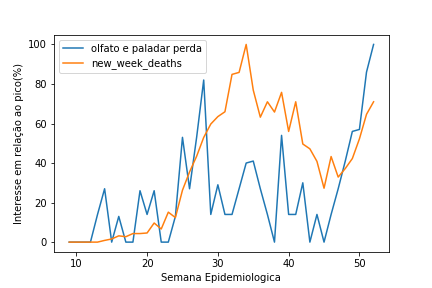 100
80
60
40
20
0
Interesse em relação ao pico(%)
olfato e paladar perda
new_week_deaths
10
20
30
40
50
Semana Epidemiologica